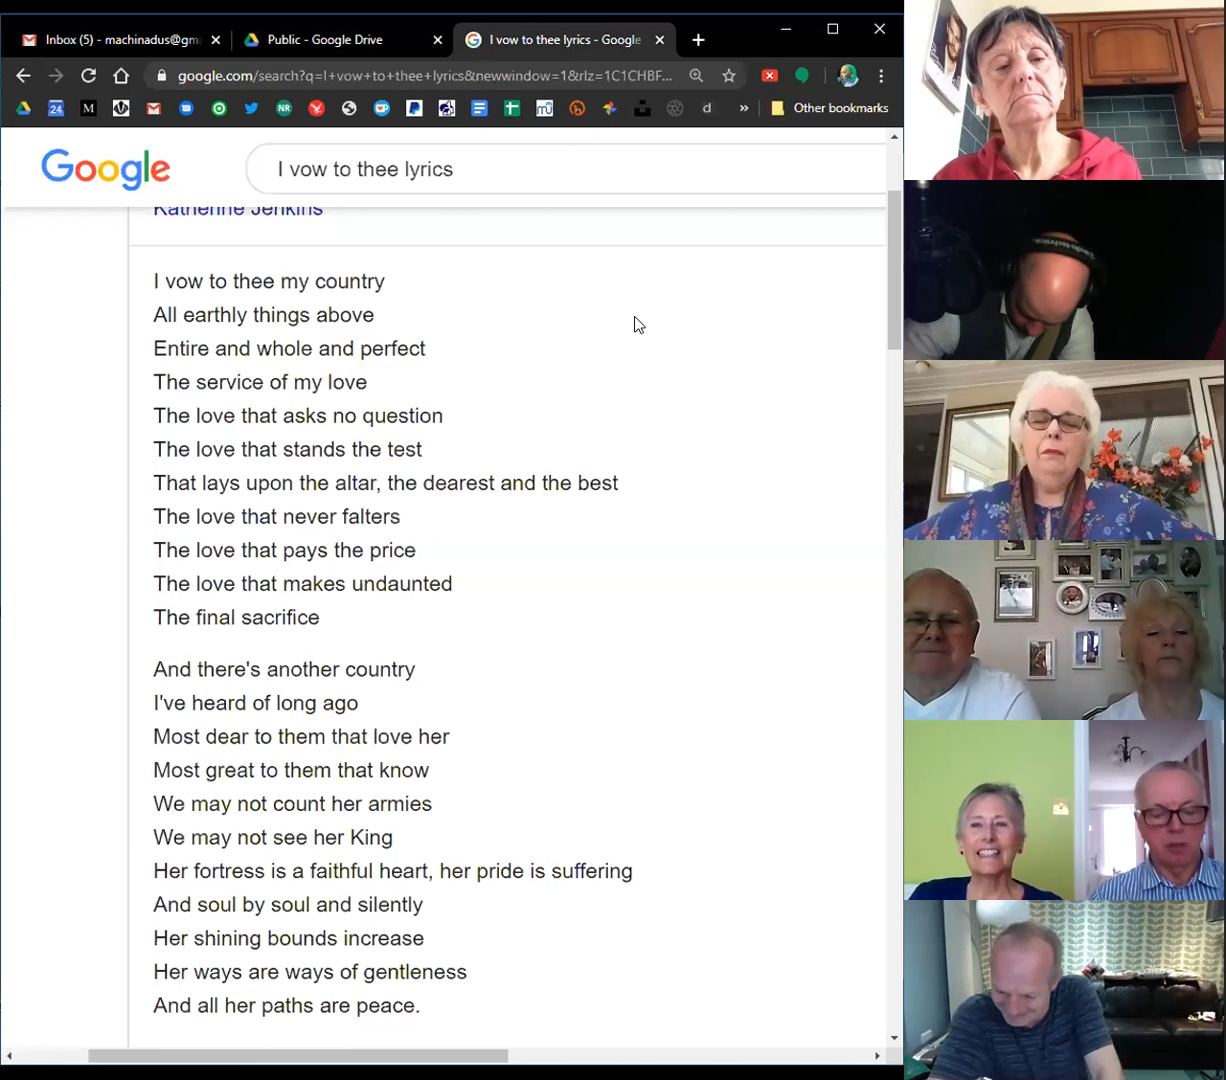 Inbox (5) - machinadus@gm
Public - Google Drive
I vow to thee lyrics - Google
google.com/search?q=I+vow+to+thee+lyrics&newwindow=1&rlz=1C1CHBF...
24
M
NR
mu
d
»
Other bookmarks
Google
I vow to thee lyrics
Katherine Jenkins
I vow to thee my country
All earthly things above
Entire and whole and perfect
The service of my love
The love that asks no question
The love that stands the test
That lays upon the altar, the dearest and the best
The love that never falters
The love that pays the price
The love that makes undaunted
The final sacrifice
And there's another country
I've heard of long ago
Most dear to them that love her
Most great to them that know
We may not count her armies
We may not see her King
Her fortress is a faithful heart, her pride is suffering
And soul by soul and silently
Her shining bounds increase
Her ways are ways of gentleness
And all her paths are peace.
audio-technica